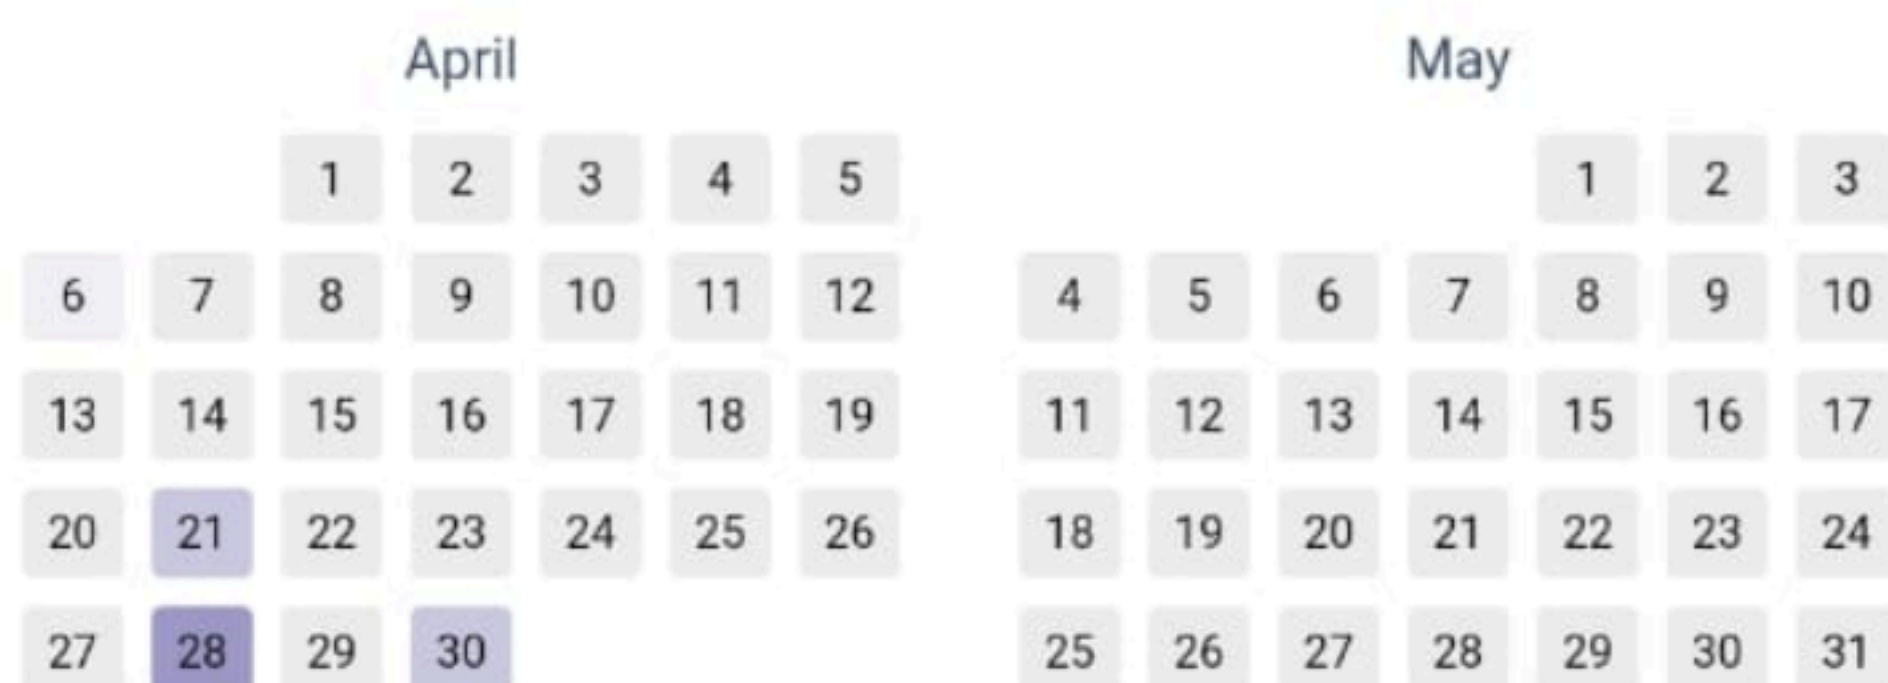 April
1 2 3 4 5
6 7 8 9 10 11 12
13 14 15 16 17 18 19
20 21 22 23 24 25 26
27 28 29 30
May
1 2 3
4 5 6 7 8 9 10
11 12 13 14 15 16 17
18 19 20 21 22 23 24
25 26 27 28 29 30 31